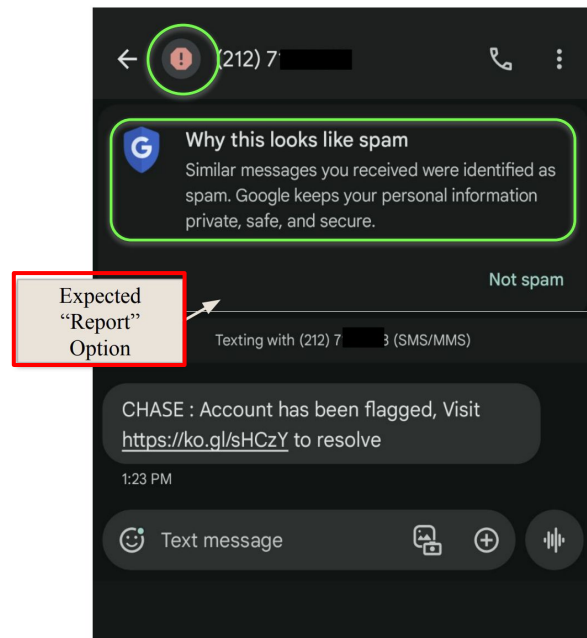 (212) 7
G
Why this looks like spam
Similar messages you received were identified as
spam. Google keeps your personal information
private, safe, and secure.
Not spam
Expected
“Report”
Option
Texting with (212) 7 3 (SMS/MMS)
CHASE : Account has been flagged, Visit
https://ko.gl/sHCzY to resolve
1:23 PM
Text message